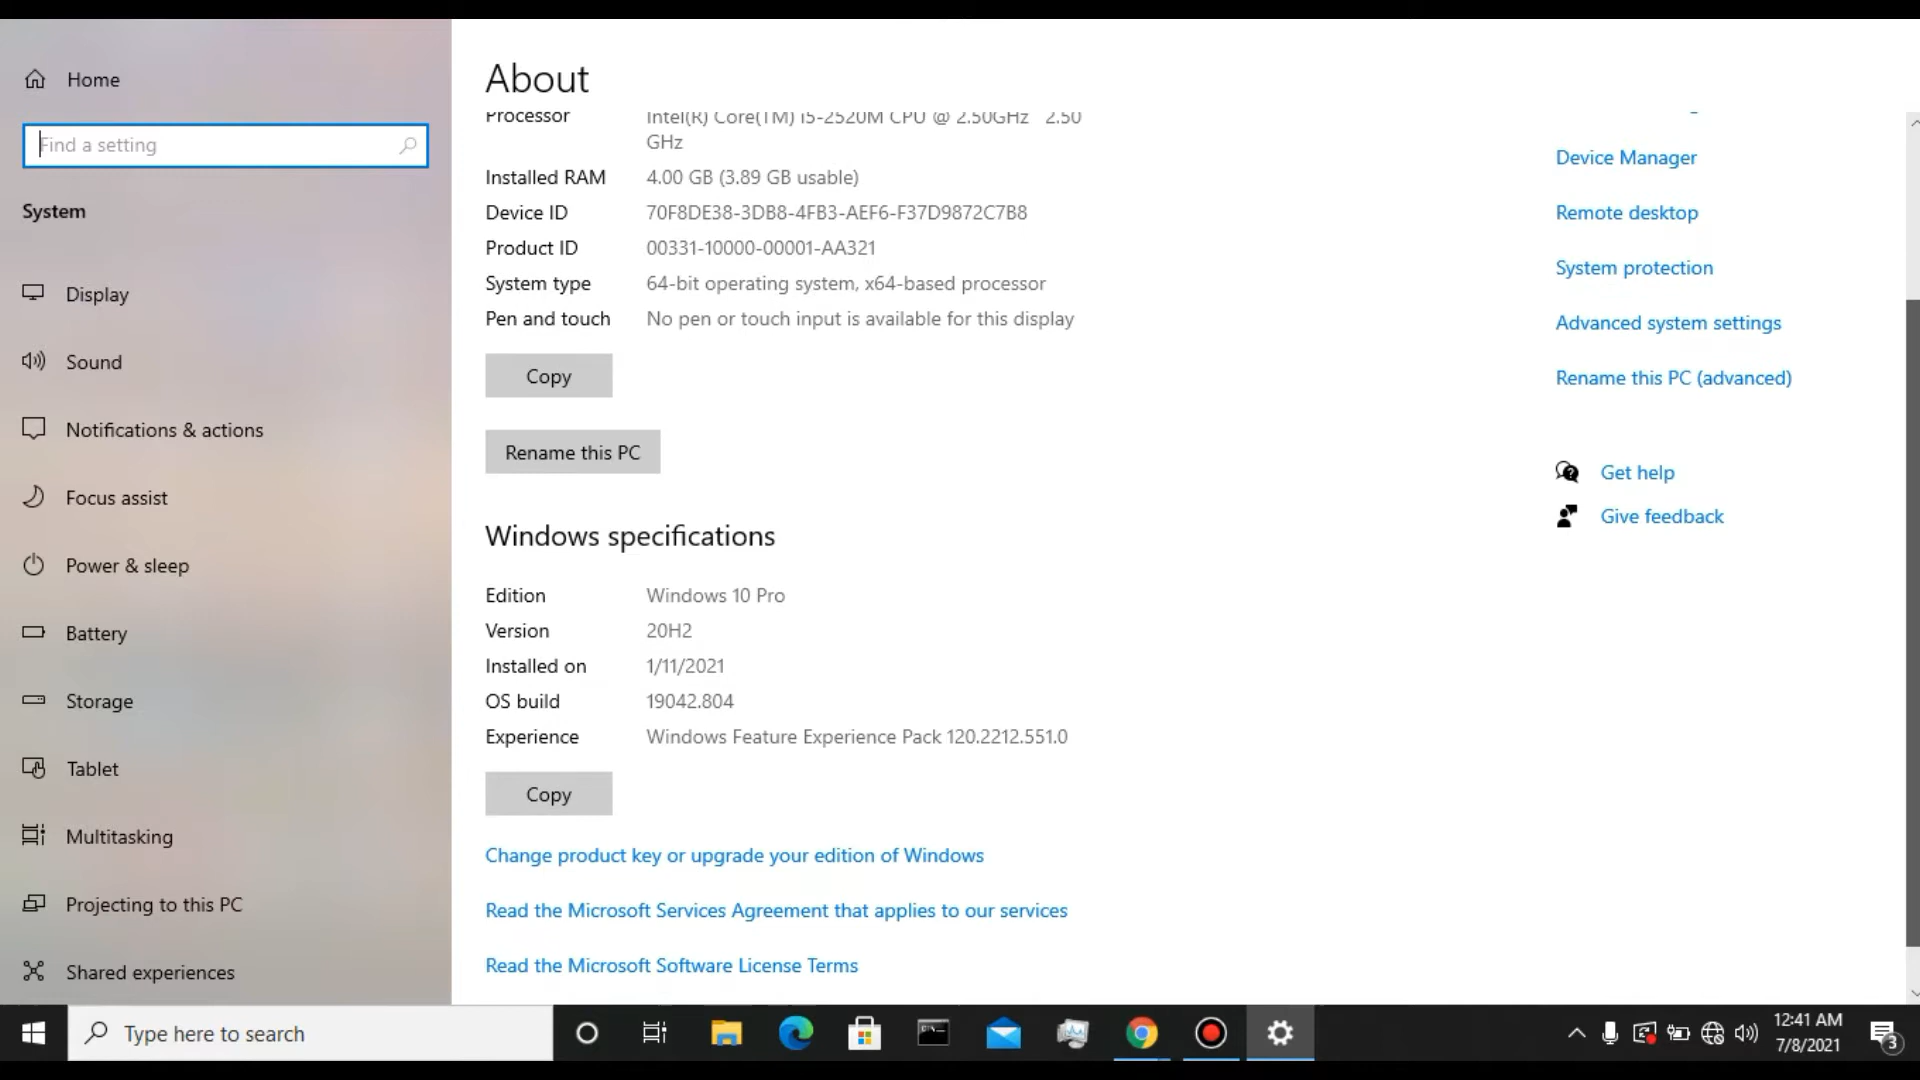 Home
Find a setting
System
Display
Sound
Notifications & actions
Focus assist
Power & sleep
Battery
Storage
Tablet
Multitasking
Projecting to this PC
Shared experiences
About
Processor Intel(R) Core(TM) i5-2520M CPU @ 2.50GHz 2.50
GHz
Installed RAM 4.00 GB (3.89 GB usable)
Device ID 70F8DE38-3DB8-4FB3-AEF6-F37D9872C7B8
Product ID 00331-10000-00001-AA321
System type 64-bit operating system, x64-based processor
Pen and touch No pen or touch input is available for this display
Copy
Rename this PC
Windows specifications
Edition Windows 10 Pro
Version 20H2
Installed on 1/11/2021
OS build 19042.804
Experience Windows Feature Experience Pack 120.2212.551.0
Copy
Change product key or upgrade your edition of Windows
Read the Microsoft Services Agreement that applies to our services
Read the Microsoft Software License Terms
Device Manager
Remote desktop
System protection
Advanced system settings
Rename this PC (advanced)
Get help
Give feedback
Type here to search
12:41 AM
7/8/2021
3